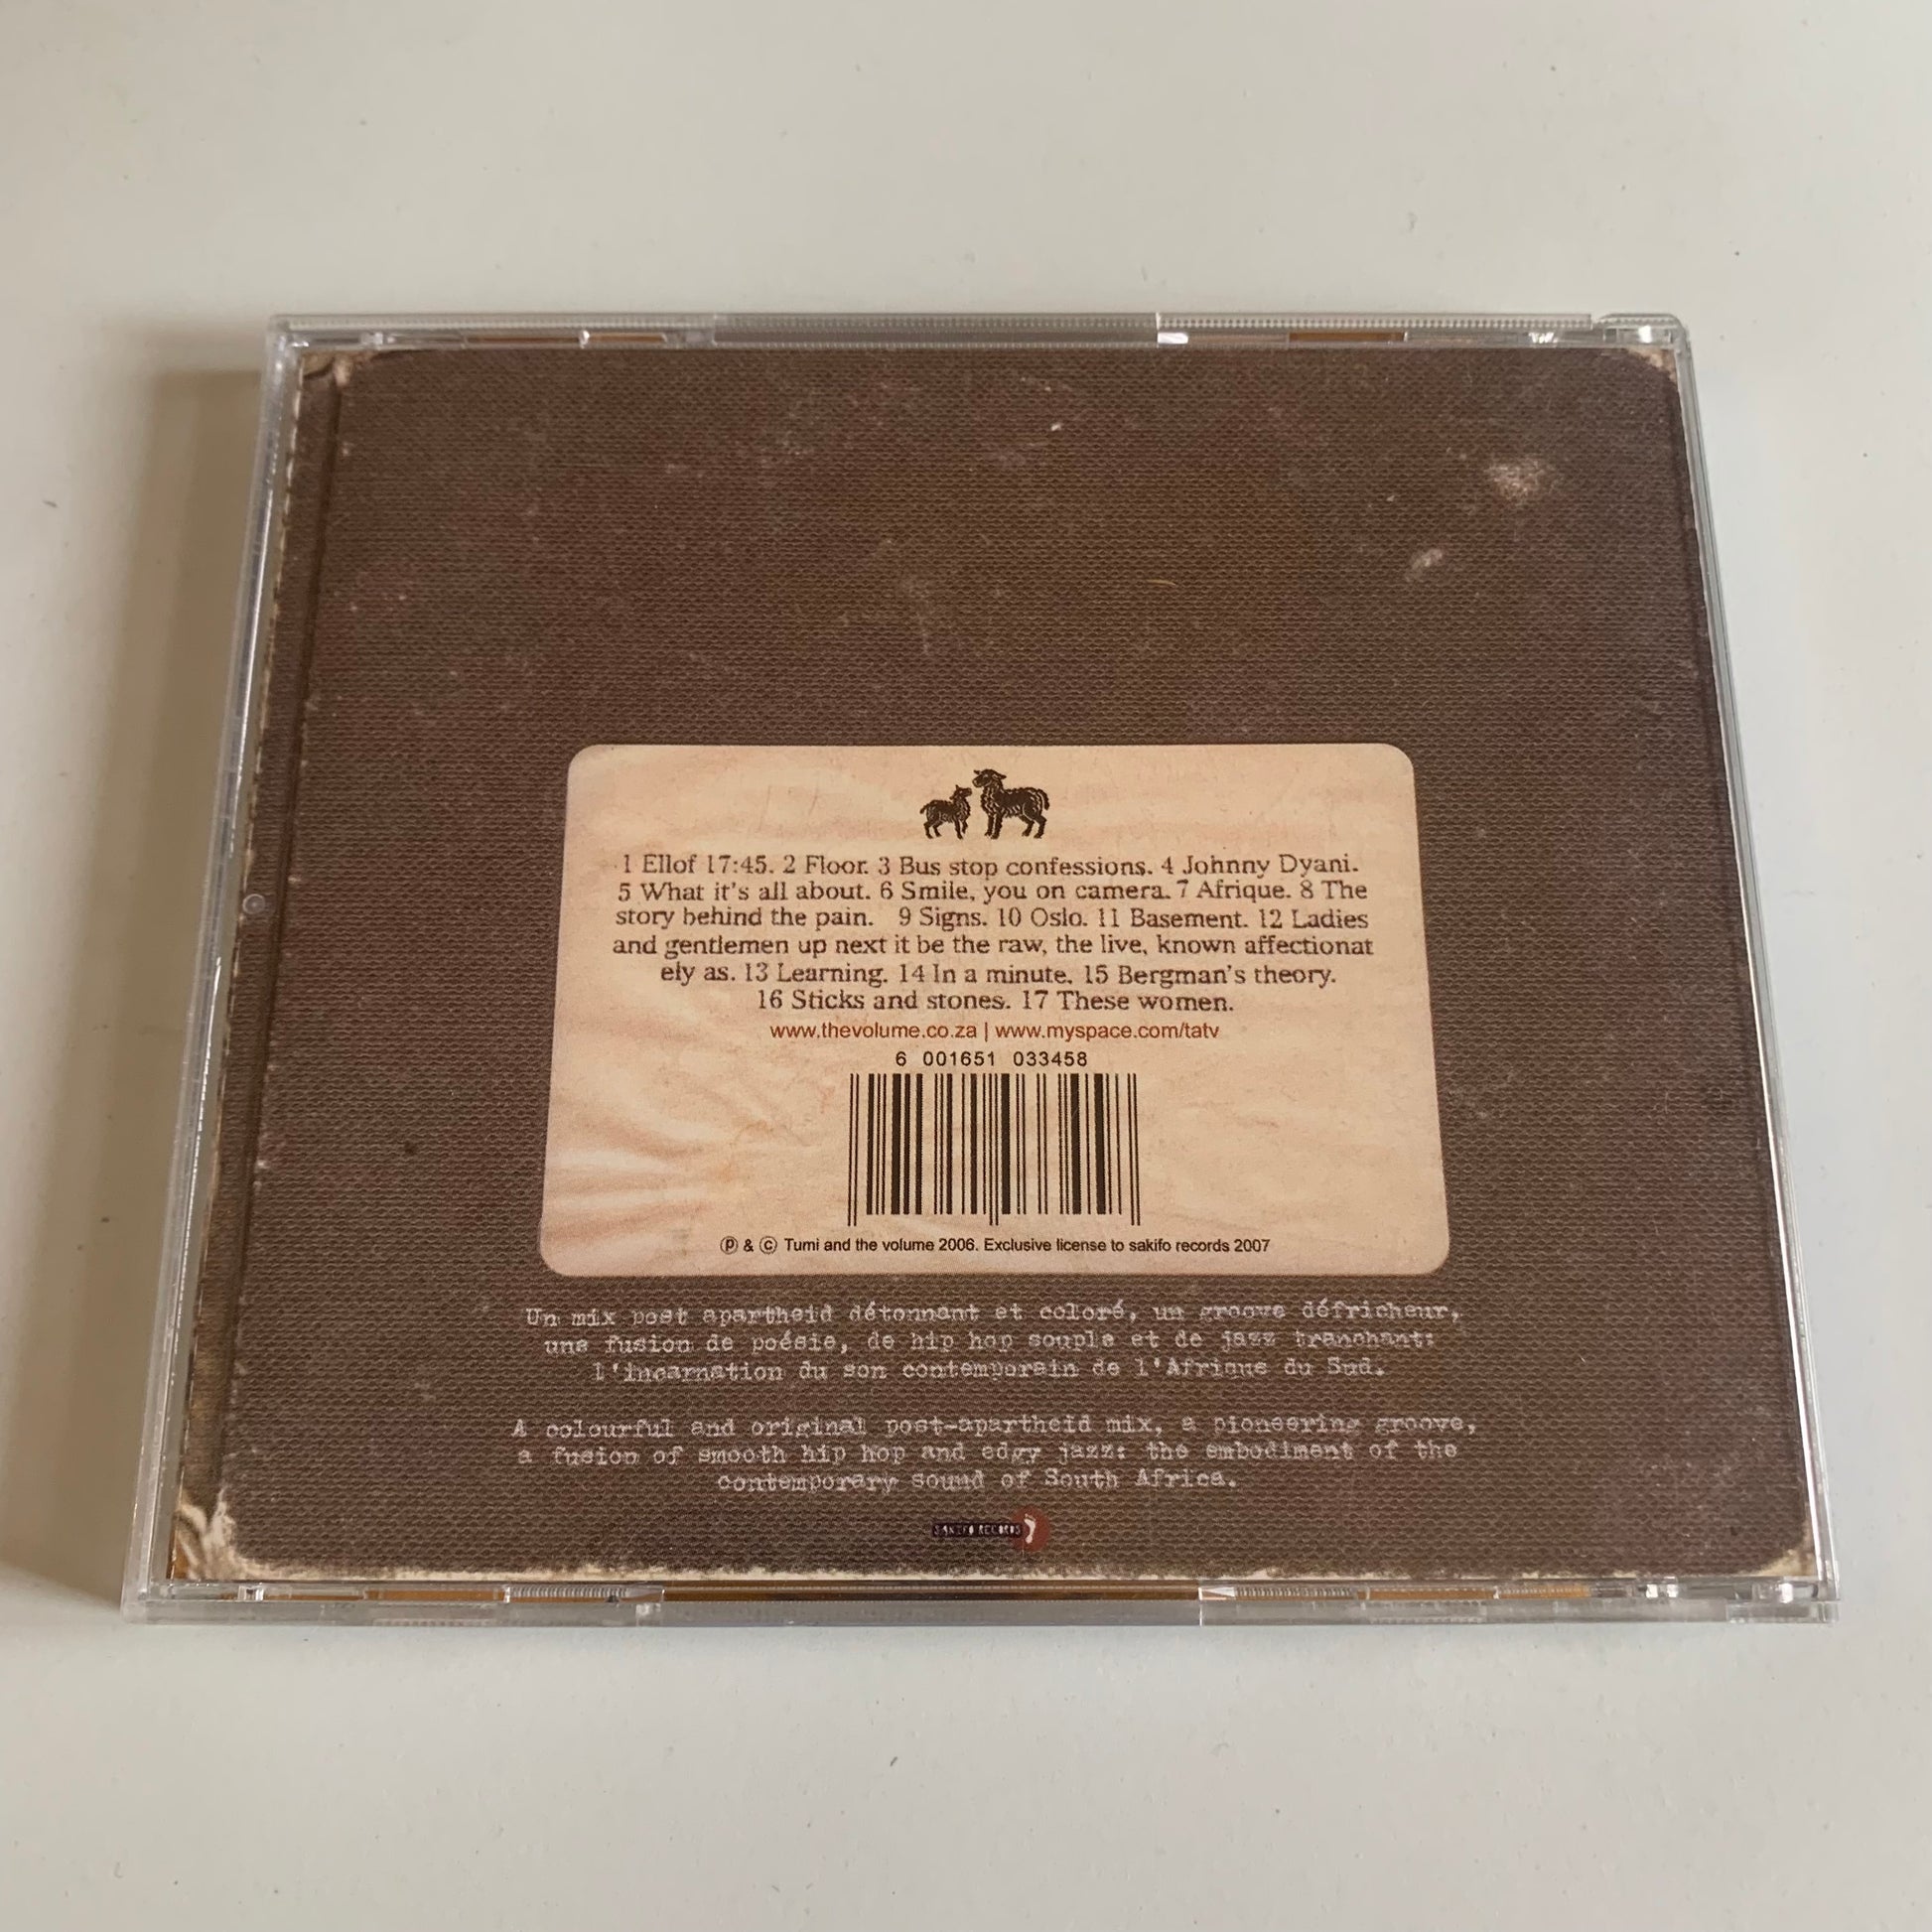 1 Ellof 17:45. 2 Floor. 3 Bus stop confessions. 4 Johnny Dyani.
5 What it's all about. 6 Smile, you on camera. 7 Afrique. 8 The
story behind the pain. 9 Signs. 10 Oslo. 11 Basement. 12 Ladies
and gentlemen up next it be the raw, the live, known affectionat
ely as. 13 Learning. 14 In a minute. 15 Bergman's theory.
16 Sticks and stones. 17 These women.
www.thevolume.co.za | www.myspace.com/tatv
6 001651 033458
℗ & © Tumi and the volume 2006. Exclusive license to sakifo records 2007
Un mix post apartheid détonnant et coloré, un groove défricheur,
une fusion de poésie, de hip hop souple et de jazz tranchant:
l'incarnation du son contemporain de l'Afrique du Sud.
A colourful and original post-apartheid mix, a pioneering groove,
a fusion of smooth hip hop and edgy jazz: the embodiment of the
contemporary sound of South Africa.
SAKIFO RECORDS